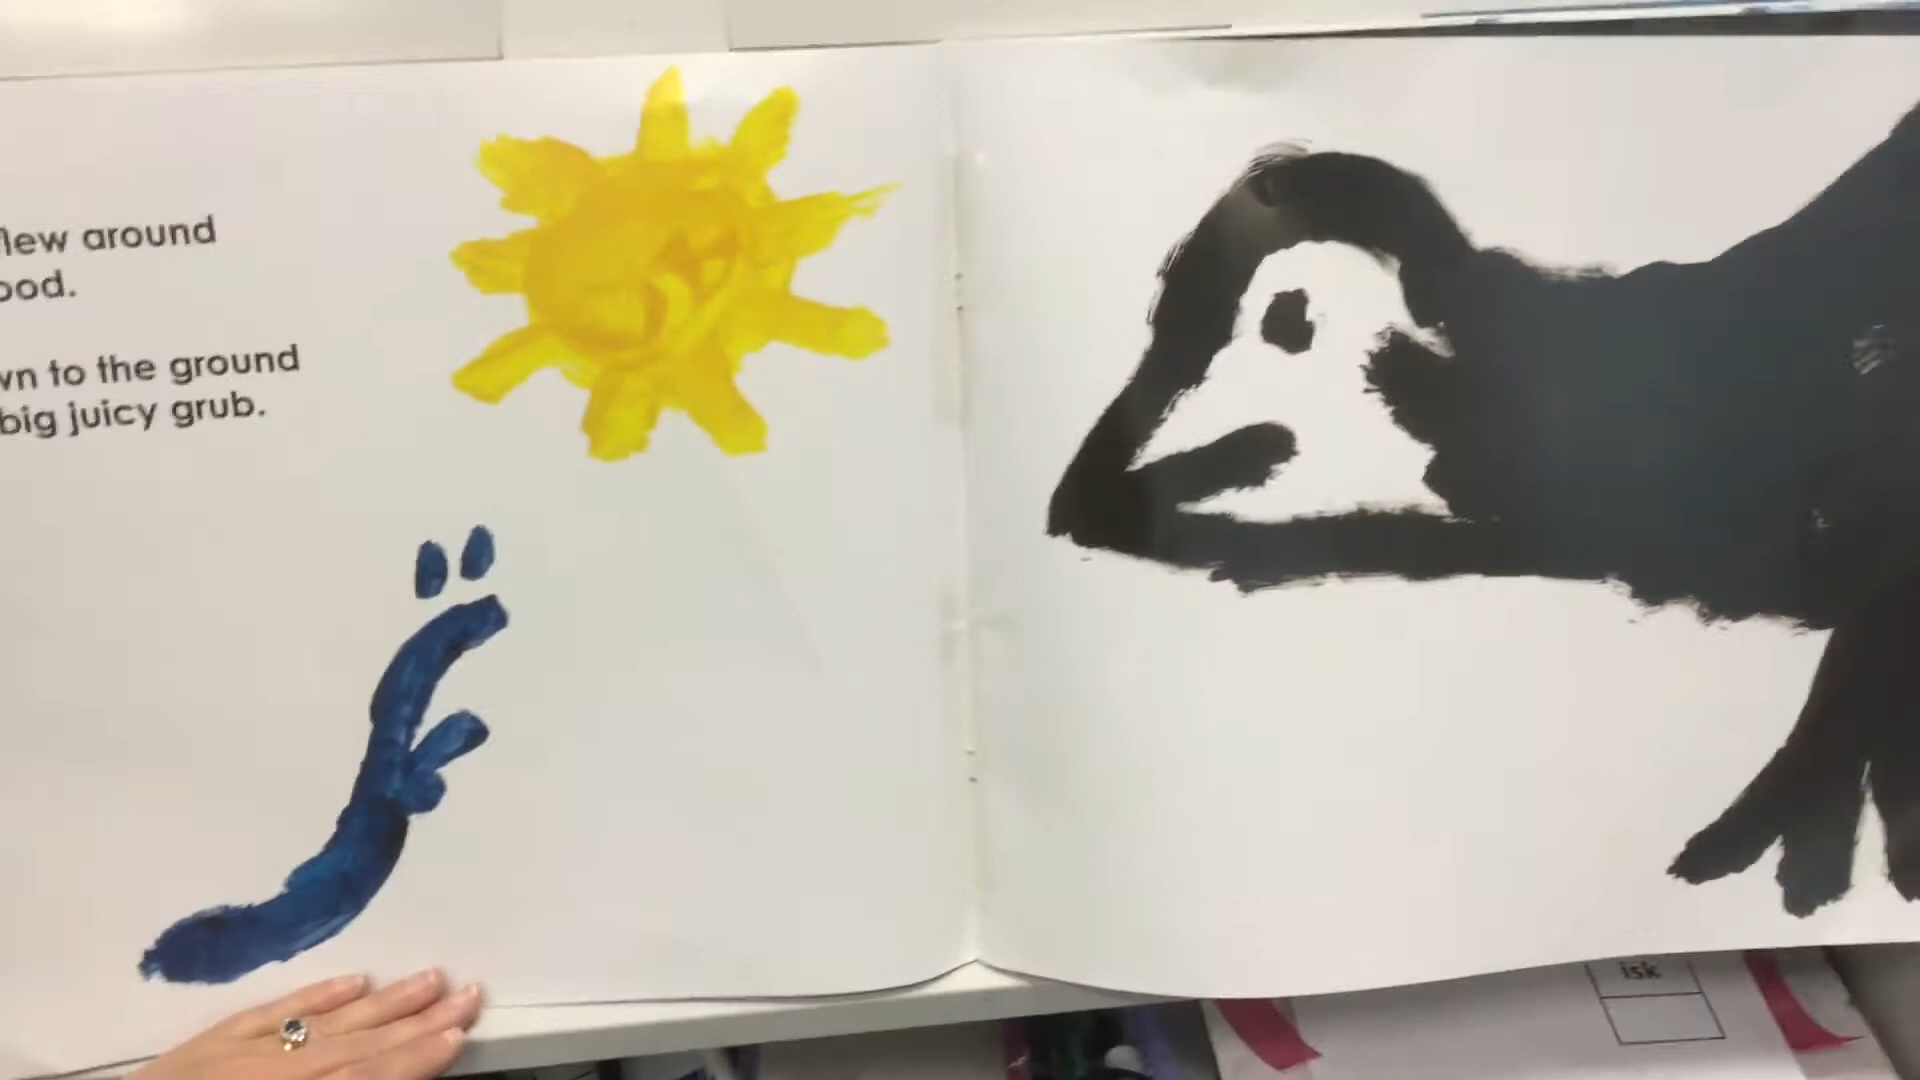 flew around
ood.
wn to the ground
big juicy grub.
isk